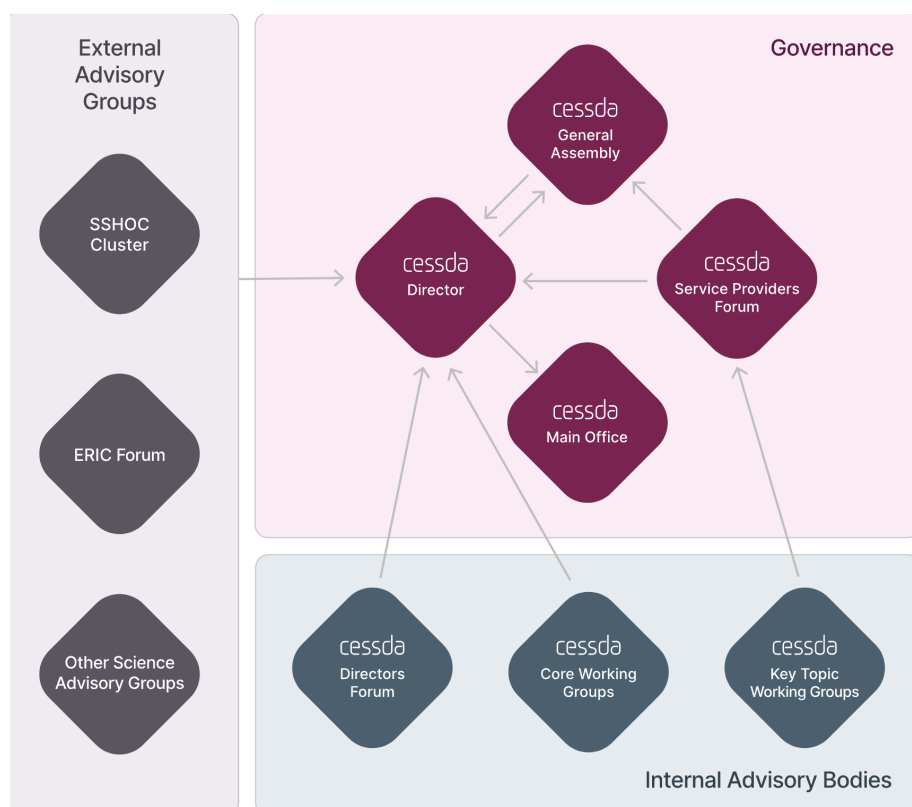 External
Advisory
Groups
SSHOC
Cluster
ERIC Forum
Other Science
Advisory Groups
Governance
cessda
General
Assembly
cessda
Director
cessda
Service Providers
Forum
cessda
Main Office
cessda
Directors
Forum
cessda
Core Working
Groups
cessda
Key Topic
Working Groups
Internal Advisory Bodies